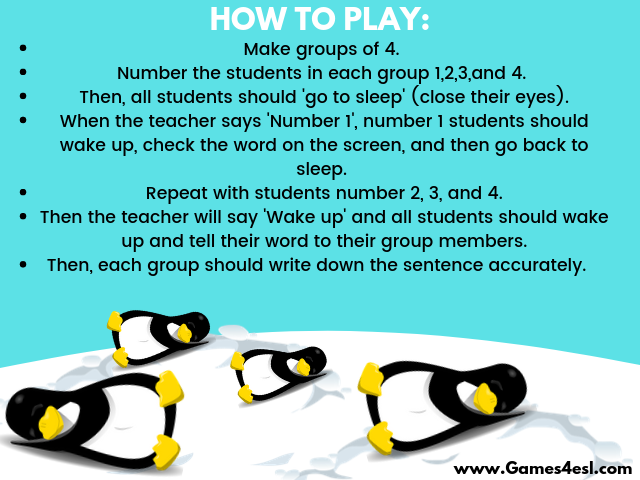 HOW TO PLAY:
• Make groups of 4.
• Number the students in each group 1,2,3,and 4.
• Then, all students should 'go to sleep' (close their eyes).
• When the teacher says 'Number 1', number 1 students should
wake up, check the word on the screen, and then go back to
sleep.
• Repeat with students number 2, 3, and 4.
• Then the teacher will say 'Wake up' and all students should wake
up and tell their word to their group members.
• Then, each group should write down the sentence accurately.
www.Games4esl.com